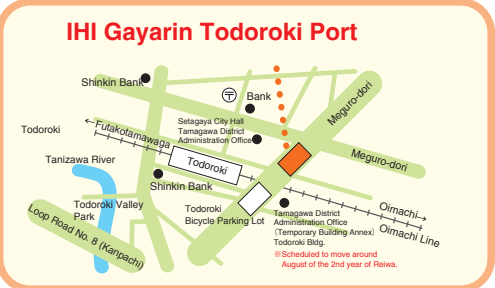 IHI Gayarin Todoroki Port
Shinkin Bank
〒
Bank
Meguro-dori
Setagaya City Hall
Tamagawa District
Administration Office
←Futakotamawaga
Todoroki
Meguro-dori
Tanizawa River
Todoroki
Shinkin Bank
Todoroki Valley
Park
Todoroki
Bicycle Parking Lot
Loop Road No. 8 (Kanpachi)
Tamagawa District
Administration Office
(Temporary Building Annex)
Todoroki Bldg.
Oimachi→
Oimachi Line
※Scheduled to move around
August of the 2nd year of Reiwa.